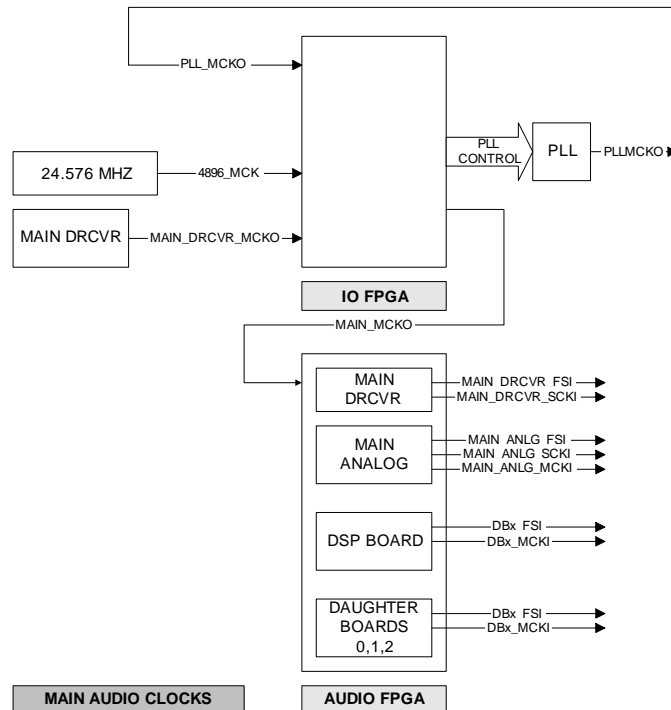 PLL_MCKO
24.576 MHZ
4896_MCK
PLL
CONTROL
PLL
PLLMCKO
MAIN DRCVR
MAIN_DRCVR_MCKO
IO FPGA
MAIN_MCKO
MAIN
DRCVR
MAIN_DRCVR_FSI
MAIN_DRCVR_SCKI
MAIN
ANALOG
MAIN_ANLG_FSI
MAIN_ANLG_SCKI
MAIN_ANLG_MCKI
DSP BOARD
DBx_FSI
DBx_MCKI
DAUGHTER
BOARDS
0,1,2
DBx_FSI
DBx_MCKI
MAIN AUDIO CLOCKS
AUDIO FPGA